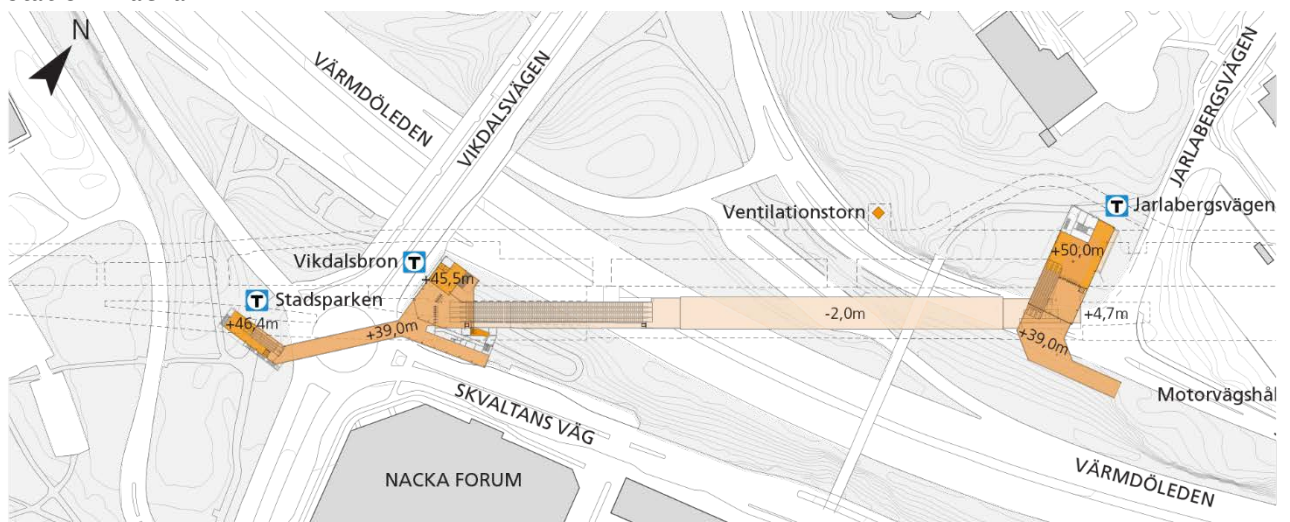 N
VÄRMDÖLEDEN
VIKDALSVÄGEN
JARLABERGSVÄGEN
Ventilationstorn
T Jarlabergsvägen
+50,0m
Vikdalsbron T
+45,5m
T Stadsparken
+46,4m
+39,0m
-2,0m
+4,7m
+39,0m
Motorvägshål
SKVALTANS VÄG
NACKA FORUM
VÄRMDÖLEDEN